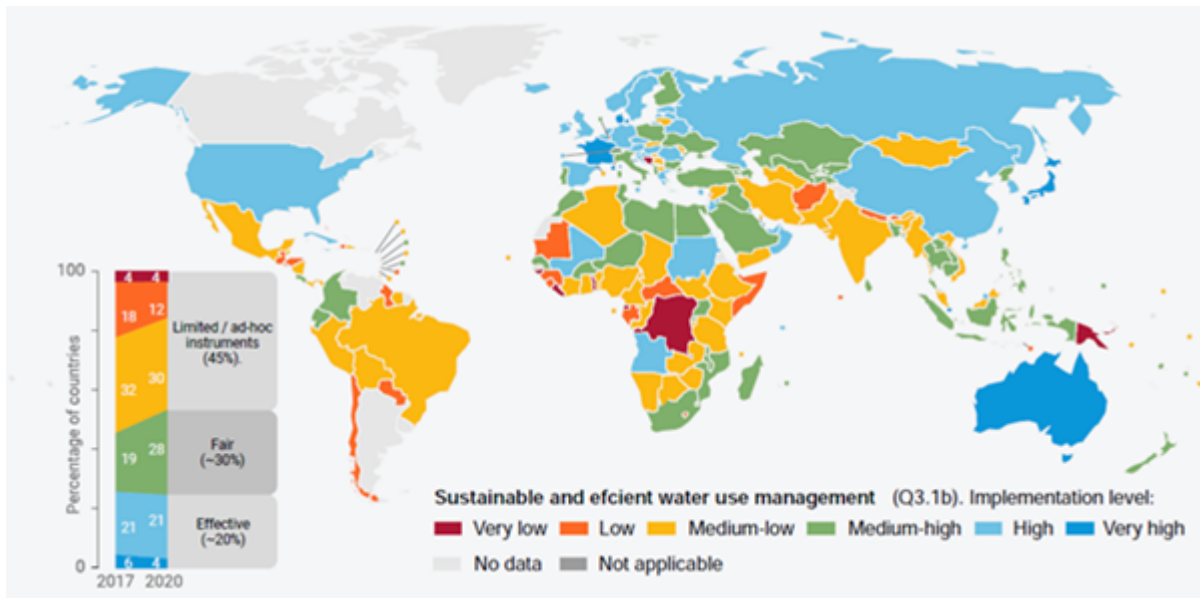 100
Percentage of countries
0
4 4
18 12
32 30
19 28
21 21
6 4
2017 2020
Limited / ad-hoc
instruments
(45%).
Fair
(~30%)
Effective
(~20%)
Sustainable and efcient water use management (Q3.1b). Implementation level:
Very low Low Medium-low Medium-high High Very high
No data Not applicable